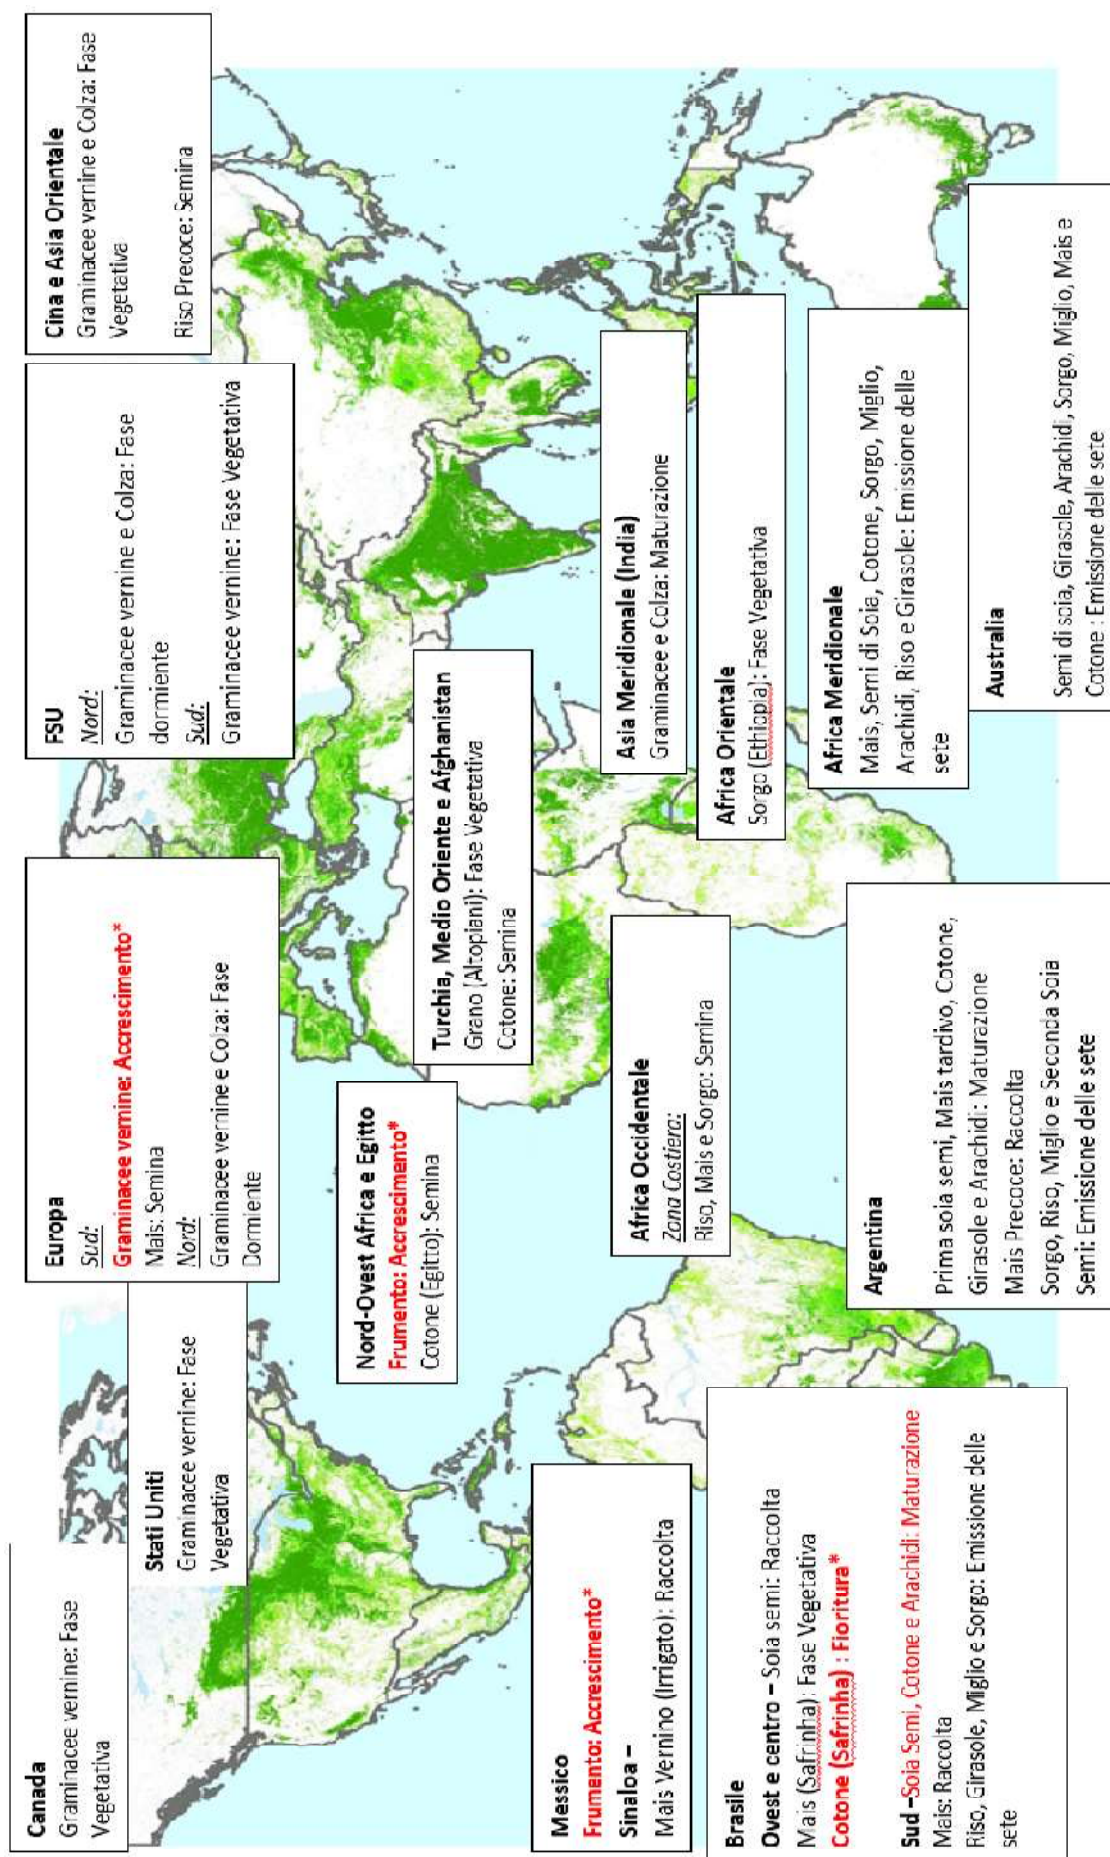 Canada
Graminacee vernine: Fase
Vegetativa
Stati Uniti
Graminacee vernine: Fase
Vegetativa
Europa
Sud:
Graminacee vernine: Accrescimento*
Mais: Semina
Nord:
Graminacee vernine e Colza: Fase
Dormiente
FSU
Nord:
Graminacee vernine e Colza: Fase
dormiente
Sud:
Graminacee vernine: Fase Vegetativa
Cina e Asia Orientale
Graminacee vernine e Colza: Fase
Vegetativa
Riso Precoce: Semina
Nord-Ovest Africa e Egitto
Frumento: Accrescimento*
Cotone (Egitto): Semina
Turchia, Medio Oriente e Afghanistan
Grano (Altopiani): Fase Vegetativa
Cotone: Semina
Messico
Frumento: Accrescimento*
Sinaloa –
Mais Vernino (Irrigato): Raccolta
Africa Occidentale
Zona Costiera:
Riso, Mais e Sorgo: Semina
Asia Meridionale (India)
Graminacee e Colza: Maturazione
Africa Orientale
Sorgo (Ethiopia): Fase Vegetativa
Brasile
Ovest e centro – Soia semi: Raccolta
Mais (Safrinha): Fase Vegetativa
Cotone (Safrinha) : Fioritura*
Sud –Soia Semi, Cotone e Arachidi: Maturazione
Mais: Raccolta
Riso, Girasole, Miglio e Sorgo: Emissione delle
sete
Argentina
Prima soia semi, Mais tardivo, Cotone,
Girasole e Arachidi: Maturazione
Mais Precoce: Raccolta
Sorgo, Riso, Miglio e Seconda Soia
Semi: Emissione delle sete
Africa Meridionale
Mais, Semi di Soia, Cotone, Sorgo, Miglio,
Arachidi, Riso e Girasole: Emissione delle
sete
Australia
Semi di soia, Girasole, Arachidi, Sorgo, Miglio, Mais e
Cotone : Emissione delle sete